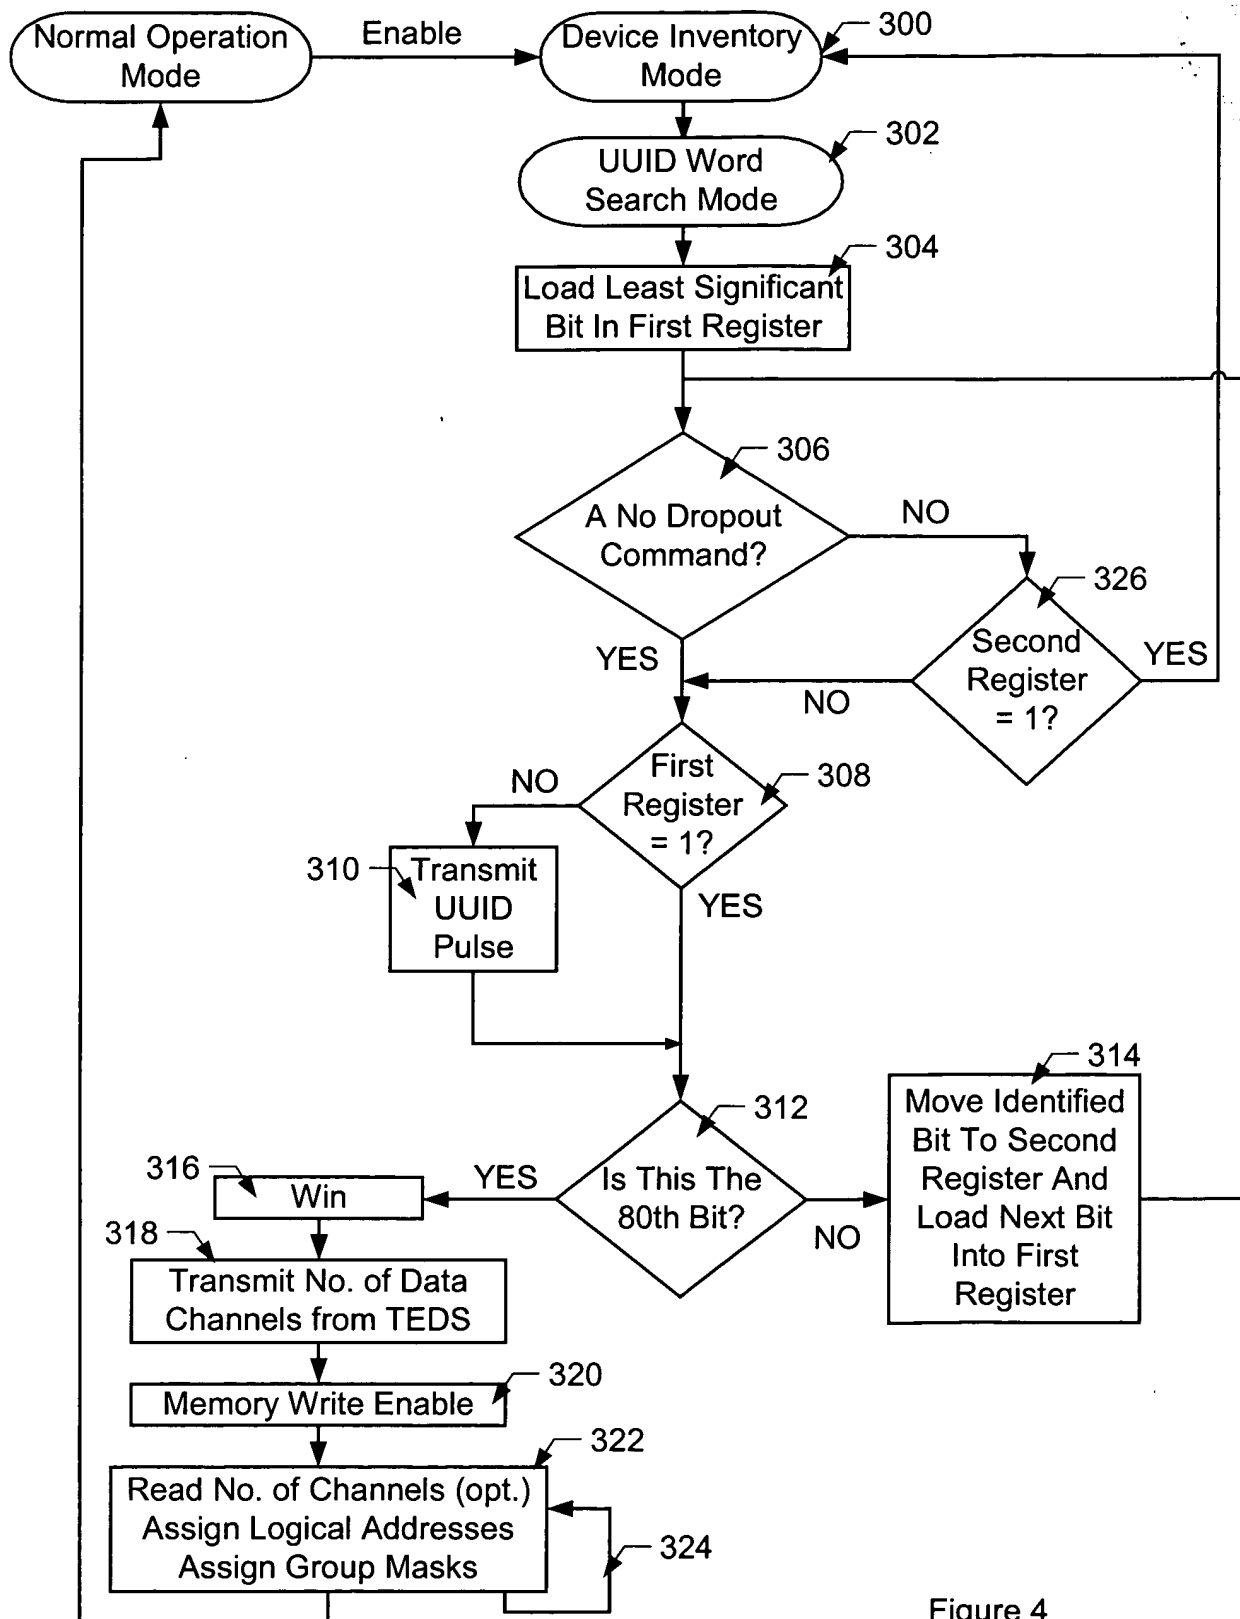 Normal Operation
Mode
Enable
Device Inventory
Mode
300
UUID Word
Search Mode
302
304
Load Least Significant
Bit In First Register
306
A No Dropout
Command?
NO
326
Second
Register
= 1?
YES
YES
NO
First
Register
= 1?
308
NO
310
Transmit
UUID
Pulse
YES
314
Move Identified
Bit To Second
Register And
Load Next Bit
Into First
Register
312
Is This The
80th Bit?
YES
NO
316
Win
318
Transmit No. of Data
Channels from TEDS
320
Memory Write Enable
322
Read No. of Channels (opt.)
Assign Logical Addresses
Assign Group Masks
324
Figure 4